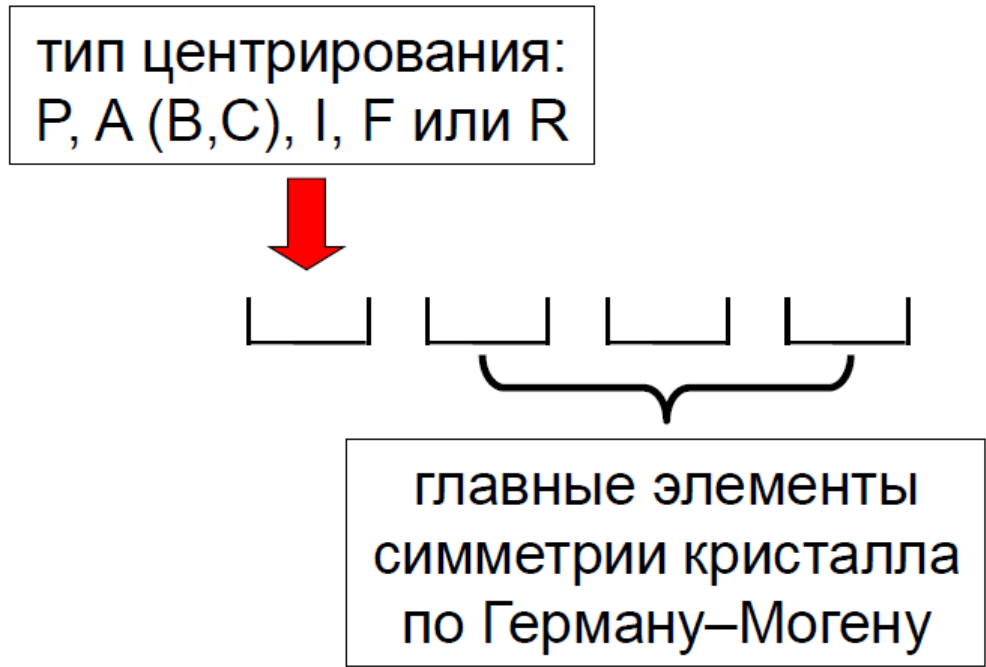 тип центрирования:
P, A (B,C), I, F или R
главные элементы
симметрии кристалла
по Герману–Могену